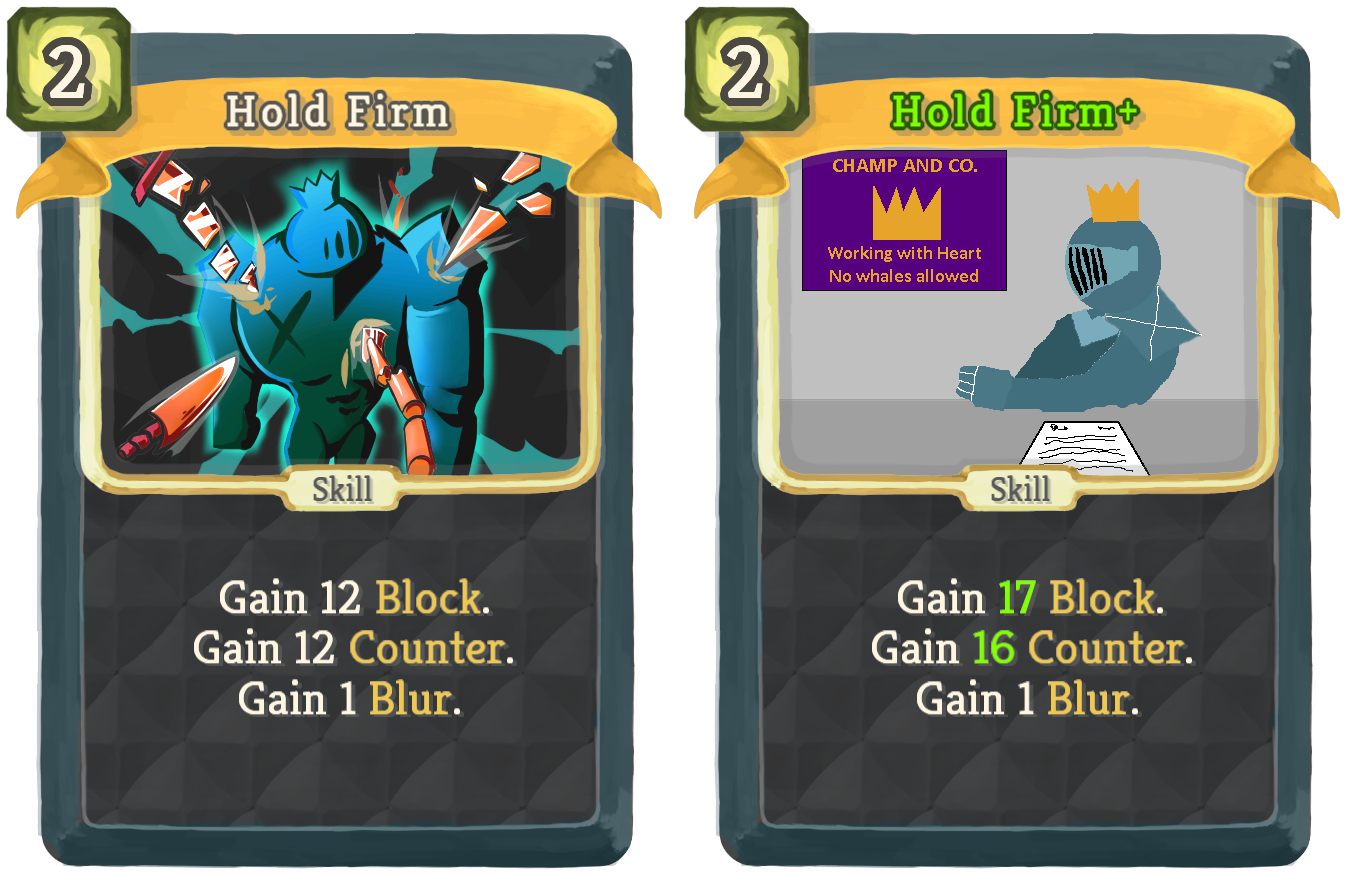 2
Hold Firm
Skill
Gain 12 Block.
Gain 12 Counter.
Gain 1 Blur.
2
Hold Firm+
CHAMP AND CO.
Working with Heart
No whales allowed
Skill
Gain 17 Block.
Gain 16 Counter.
Gain 1 Blur.